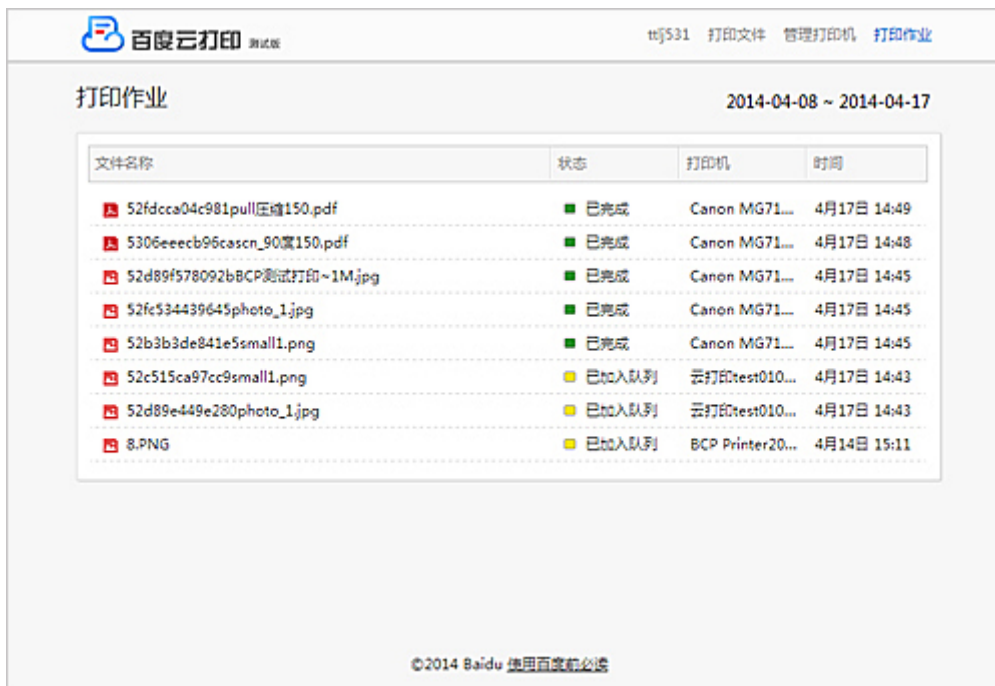 百度云打印 测试版
ttlj531 打印文件 管理打印机 打印作业
打印作业 2014-04-08 ~ 2014-04-17
文件名称 状态 打印机 时间
52fdcca04c981pull压缩150.pdf 已完成 Canon MG71... 4月17日 14:49
5306eeecb96cascn_90宽150.pdf 已完成 Canon MG71... 4月17日 14:48
52d89f578092bBCP测试打印~1M.jpg 已完成 Canon MG71... 4月17日 14:45
52fc534439645photo_1.jpg 已完成 Canon MG71... 4月17日 14:45
52b3b3de841e5small1.png 已完成 Canon MG71... 4月17日 14:45
52c515ca97cc9small1.png 已加入队列 云打印test010... 4月17日 14:43
52d89e449e280photo_1.jpg 已加入队列 云打印test010... 4月17日 14:43
8.PNG 已加入队列 BCP Printer20... 4月14日 15:11
©2014 Baidu 使用百度前必读